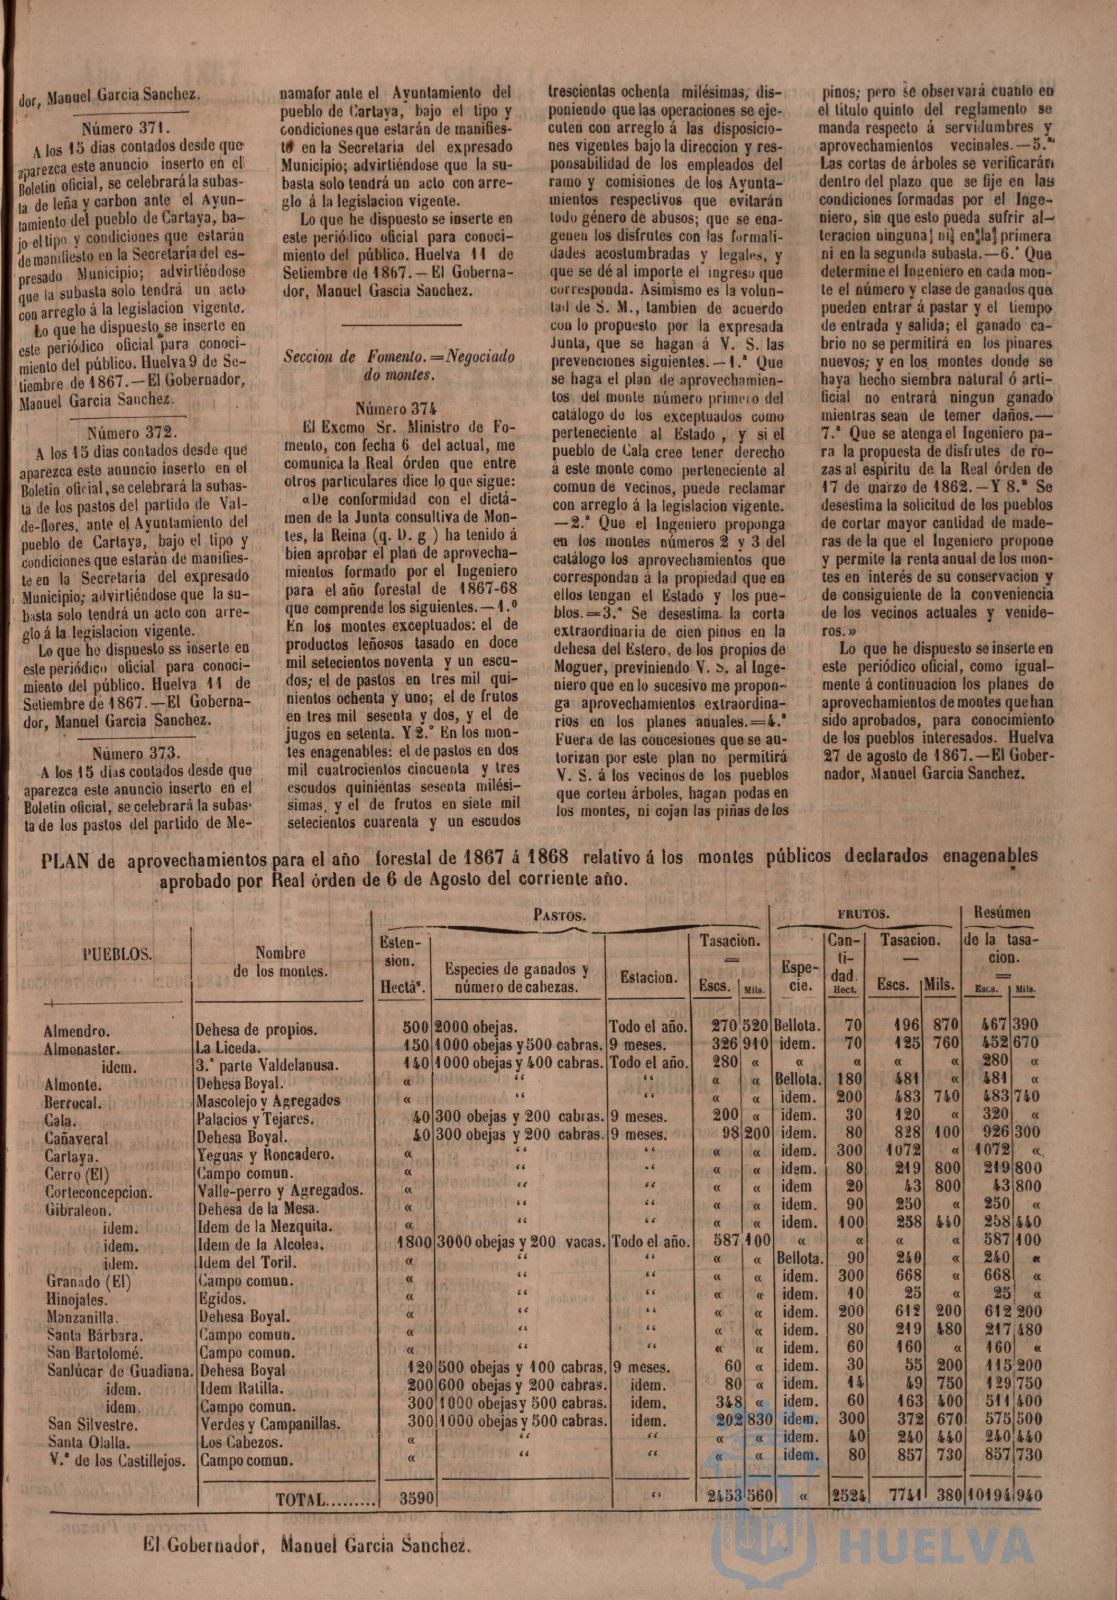 dor, Manuel Garcia Sanchez.
Número 371.
A los 15 dias contados desde que
aparezca este anuncio inserto en el
Boletin oficial, se celebrará la subas-
ta de leña y carbon ante el Ayun-
tamiento del pueblo de Cartaya, ba-
jo el tipo y condiciones que estarán
de manifiesto en la Secretaría del es-
presado Municipio; advirtiéndose
que la subasta solo tendrá un acto
con arreglo á la legislacion vigente.
Lo que he dispuesto se inserte en
este periódico oficial para conoci-
miento del público. Huelva 9 de Se-
tiembre de 1867.—El Gobernador,
Manuel Garcia Sanchez.
Número 372.
A los 15 dias contados desde que
aparezca este anuncio inserto en el
Boletin oficial, se celebrará la subas-
ta de los pastos del partido de Val-
de-flores, ante el Ayuntamiento del
pueblo de Cartaya, bajo el tipo y
condiciones que estarán de manifies-
te en la Secretaría del expresado
Municipio; advirtiéndose que la su-
basta solo tendrá un acto con arre-
glo á la legislacion vigente.
Lo que he dispuesto ss inserte en
este periódico oficial para conoci-
miento del público. Huelva 11 de
Setiembre de 1867.—El Goberna-
dor, Manuel Garcia Sanchez.
Número 373.
A los 15 dias contados desde que
aparezca este anuncio inserto en el
Boletin oficial, se celebrará la subas-
ta de los pastos del partido de Me-
namafor ante el Ayuntamiento del
pueblo de Cartaya, bajo el tipo y
condiciones que estarán de manifies-
to en la Secretaría del expresado
Municipio; advirtiéndose que la su-
basta solo tendrá un acto con arre-
glo á la legislacion vigente.
Lo que he dispuesto se inserte en
este periódico oficial para conoci-
miento del público. Huelva 11 de
Setiembre de 1867.—El Goberna-
dor, Manuel Gascia Sanchez.
Seccion de Fomento.=Negociado
do montes.
Número 374
El Excmo Sr. Ministro de Fo-
mento, con fecha 6 del actual, me
comunica la Real órden que entre
otros particulares dice lo que sigue:
«De conformidad con el dictá-
men de la Junta consultiva de Mon-
tes, la Reina (q. D. g ) ha tenido á
bien aprobar el plan de aprovecha-
mientos formado por el Ingeniero
para el año forestal de 1867-68
que comprende los siguientes.—1.º
En los montes exceptuados: el de
productos leñosos tasado en doce
mil setecientos noventa y un escu-
dos; el de pastos en tres mil qui-
nientos ochenta y uno; el de frutos
en tres mil sesenta y dos, y el de
jugos en setenta. Y 2.º En los mon-
tes enagenables: el de pastos en dos
mil cuatrocientos cincuenta y tres
escudos quinientas sesenta milési-
simas, y el de frutos en siete mil
setecientos cuarenta y un escudos
trescientas ochenta milésimas, dis-
poniendo que las operaciones se eje-
cuten con arreglo á las disposicio-
nes vigentes bajo la direccion y res-
ponsabilidad de los empleados del
ramo y comisiones de los Ayunta-
mientos respectivos que evitarán
todo género de abusos; que se ena-
genen los disfrutes con las formali-
dades acostumbradas y legales, y
que se dé al importe el ingreso que
corresponda. Asimismo es la volun-
tad de S. M., tambien de acuerdo
con lo propuesto por la expresada
Junta, que se hagan á V. S. las
prevenciones siguientes.—1.ª Que
se haga el plan de aprovechamien-
tos del monte número primero del
catálogo de los exceptuados como
perteneciente al Estado , y si el
pueblo de Cala cree tener derecho
á este monte como perteneciente al
comun de vecinos, puede reclamar
con arreglo á la legislacion vigente.
—2.ª Que el Ingeniero proponga
en los montes números 2 y 3 del
catálogo los aprovechamientos que
correspondan á la propiedad que en
ellos tengan el Estado y los pue-
blos.=3.ª Se desestima la corta
extraordinaria de cien pinos en la
dehesa del Estero, de los propios de
Moguer, previniendo V. S. al Inge-
niero que en lo sucesivo me propon-
ga aprovechamientos extraordina-
rios en los planes anuales.=4.ª
Fuera de las concesiones que se au-
torizan por este plan no permitirá
V. S. á los vecinos de los pueblos
que corten árboles, hagan podas en
los montes, ni cojan las piñas de los
pinos; pero se observará cuanto en
el título quinto del reglamento se
manda respecto á servidumbres y
aprovechamientos vecinales.—5.ª
Las cortas de árboles se verificarán
dentro del plazo que se fije en las
condiciones formadas por el Inge-
niero, sin que esto pueda sufrir al-
teracion ninguna ni en la primera
ni en la segunda subasta.—6.ª Que
determine el Ingeniero en cada mon-
te el número y clase de ganados que
pueden entrar á pastar y el tiempo
de entrada y salida; el ganado ca-
brio no se permitirá en los pinares
nuevos; y en los montes donde se
haya hecho siembra natural ó arti-
ficial no entrará ningun ganado
mientras sean de temer daños.—
7.ª Que se atenga el Ingeniero pa-
ra la propuesta de disfrutes de ro-
zas al espíritu de la Real órden de
17 de marzo de 1862.—Y 8.ª Se
desestima la solicitud de los pueblos
de cortar mayor cantidad de made-
ras de la que el Ingeniero propone
y permite la renta anual de los mon-
tes en interés de su conservacion y
de consiguiente de la conveniencia
de los vecinos actuales y venide-
ros.»
Lo que he dispuesto se inserte en
este periódico oficial, como igual-
mente á continuacion los planes de
aprovechamientos de montes que han
sido aprobados, para conocimiento
de los pueblos interesados. Huelva
27 de agosto de 1867.—El Gober-
nador, Manuel Garcia Sanchez.
PLAN de aprovechamientos para el año forestal de 1867 á 1868 relativo á los montes públicos declarados enagenables
aprobado por Real órden de 6 de Agosto del corriente año.
PASTOS. FRUTOS. Resúmen
PUEBLOS. Nombre de los montes. Esten-sion. Hectáˢ. Especies de ganados y número de cabezas. Estacion. Tasacion. = Escs. Mils. Espe-cie. Can-ti-dad. Hect. Tasacion. — Escs. Mils. de la tasa-cion. = Escs. Mils.
Almendro. Dehesa de propios. 500 2000 obejas. Todo el año. 270 520 Bellota. 70 196 870 467 390
Almonaster. La Liceda. 150 1000 obejas y 500 cabras. 9 meses. 326 910 idem. 70 125 760 452 670
idem. 3.ª parte Valdelanusa. 140 1000 obejas y 400 cabras. Todo el año. 280 « « « « « 280 «
Almonte. Dehesa Boyal. « “ “ « « Bellota. 180 481 « 481 «
Berrocal. Mascolejo y Agregados « “ “ « « idem. 200 483 740 483 740
Cala. Palacios y Tejares. 40 300 obejas y 200 cabras. 9 meses. 200 « idem. 30 120 « 320 «
Cañaveral Dehesa Boyal. 40 300 obejas y 200 cabras. 9 meses. 98 200 idem. 80 828 100 926 300
Cartaya. Yeguas y Roncadero. « “ “ « « idem. 300 1072 « 1072 «
Cerro (El) Campo comun. « “ “ « « idem. 80 219 800 219 800
Corteconcepcion. Valle-perro y Agregados. « “ “ « « idem 20 43 800 43 800
Gibraleon. Dehesa de la Mesa. « “ “ « « idem. 90 250 « 250 «
idem. Idem de la Mezquita. « “ “ « « idem. 100 258 440 258 440
idem. Idem de la Alcolea. 1800 3000 obejas y 200 vacas. Todo el año. 587 100 « « « « 587 100
idem. Idem del Toril. « “ “ « « Bellota. 90 240 « 240 «
Granado (El) Campo comun. « “ “ « « idem. 300 668 « 668 «
Hinojales. Egidos. « “ “ « « idem. 10 25 « 25 «
Manzanilla. Dehesa Boyal. « “ “ « « idem. 200 612 200 612 200
Santa Bárbara. Campo comun. « “ “ « « idem. 80 219 480 217 480
San Bartolomé. Campo comun. « “ “ « « idem. 60 160 « 160 «
Sanlúcar de Guadiana. Dehesa Boyal 120 500 obejas y 100 cabras, 9 meses. 60 « idem. 30 55 200 115 200
idem. Idem Ratilla. 200 600 obejas y 200 cabras. idem. 80 « idem. 14 49 750 129 750
idem. Campo comun. 300 1000 obejas y 500 cabras. idem. 348 « idem. 60 163 400 511 400
San Silvestre. Verdes y Campanillas. 300 1000 obejas y 500 cabras. idem. 202 830 idem. 300 372 670 575 500
Santa Olalla. Los Cabezos. « “ “ « « idem. 40 240 440 240 440
V.ª de los Castillejos. Campo comun. « “ “ « « idem. 80 857 730 857 730
TOTAL......... 3590 “ 2453 560 « 2524 7741 380 10194 940
El Gobernador, Manuel Garcia Sanchez.
HUELVA